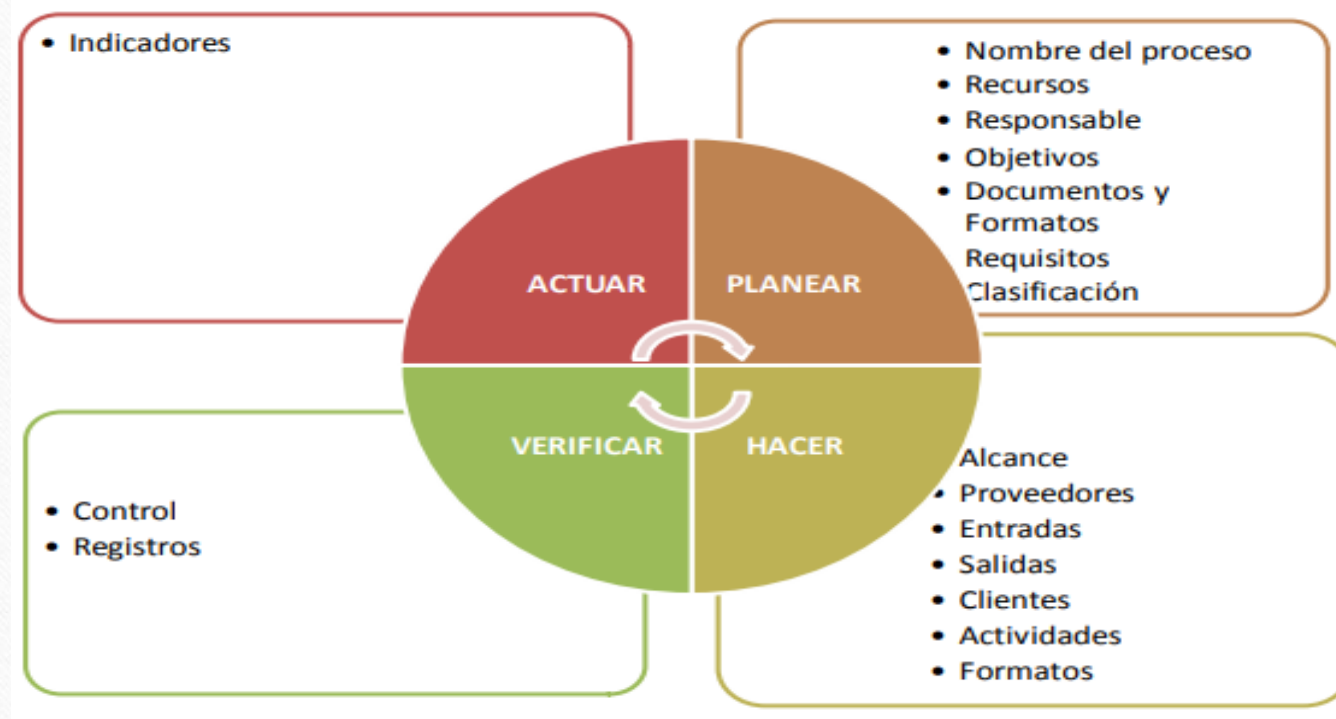 • Indicadores
• Nombre del proceso
• Recursos
• Responsable
• Objetivos
• Documentos y
Formatos
Requisitos
Clasificación
ACTUAR
PLANEAR
VERIFICAR
HACER
• Control
• Registros
Alcance
• Proveedores
• Entradas
• Salidas
• Clientes
• Actividades
• Formatos